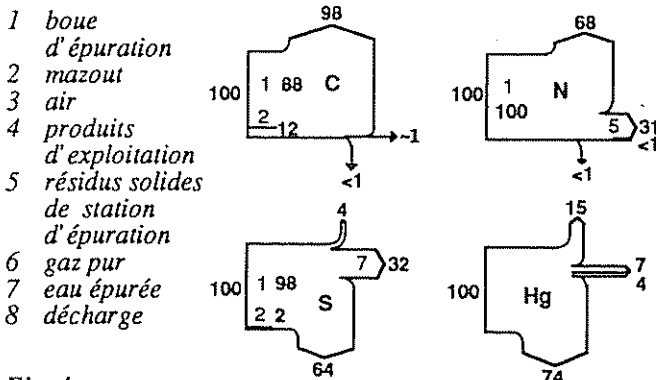 1 boue
d'épuration
2 mazout
3 air
4 produits
d'exploitation
5 résidus solides
de station
d'épuration
6 gaz pur
7 eau épurée
8 décharge
98
100
1 88 C
2
12
~1
<1
68
100
1
100
N
5 31
<1
<1
4
100
1 98
7 32
2 2
S
64
15
100
Hg
7
4
74